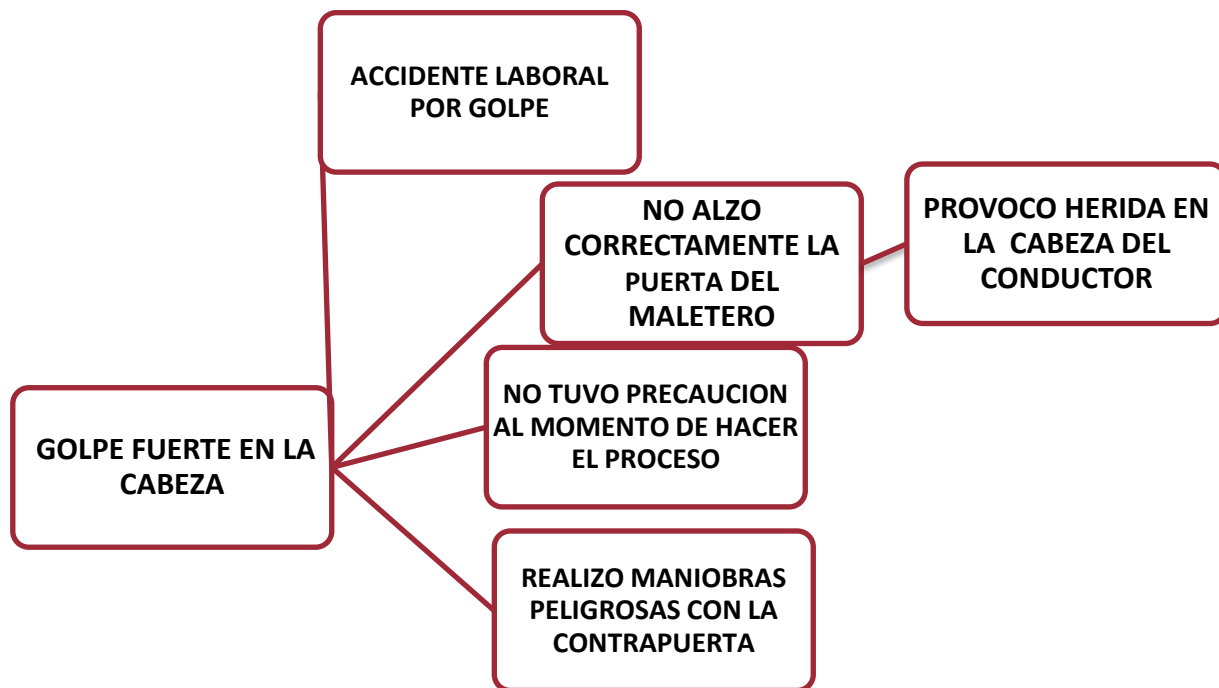 ACCIDENTE LABORAL
POR GOLPE
NO ALZO
CORRECTAMENTE LA
PUERTA DEL
MALETERO
PROVOCO HERIDA EN
LA CABEZA DEL
CONDUCTOR
NO TUVO PRECAUCION
AL MOMENTO DE HACER
EL PROCESO
GOLPE FUERTE EN LA
CABEZA
REALIZO MANIOBRAS
PELIGROSAS CON LA
CONTRAPUERTA